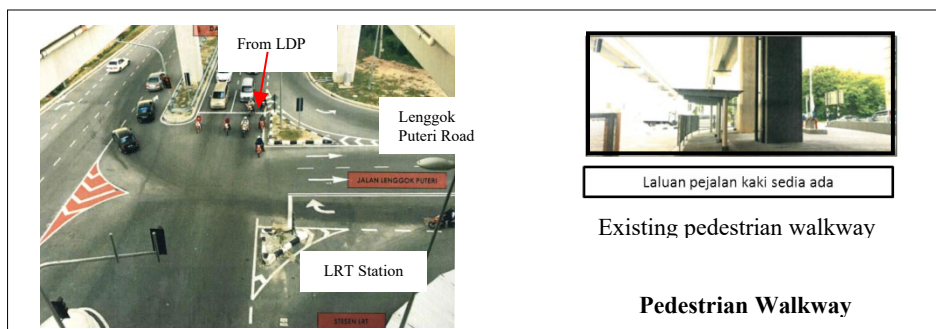 From LDP
Lenggok
Puteri Road
JALAN LENGGOK PUTERI
LRT Station
Laluan pejalan kaki sedia ada
Existing pedestrian walkway
Pedestrian Walkway